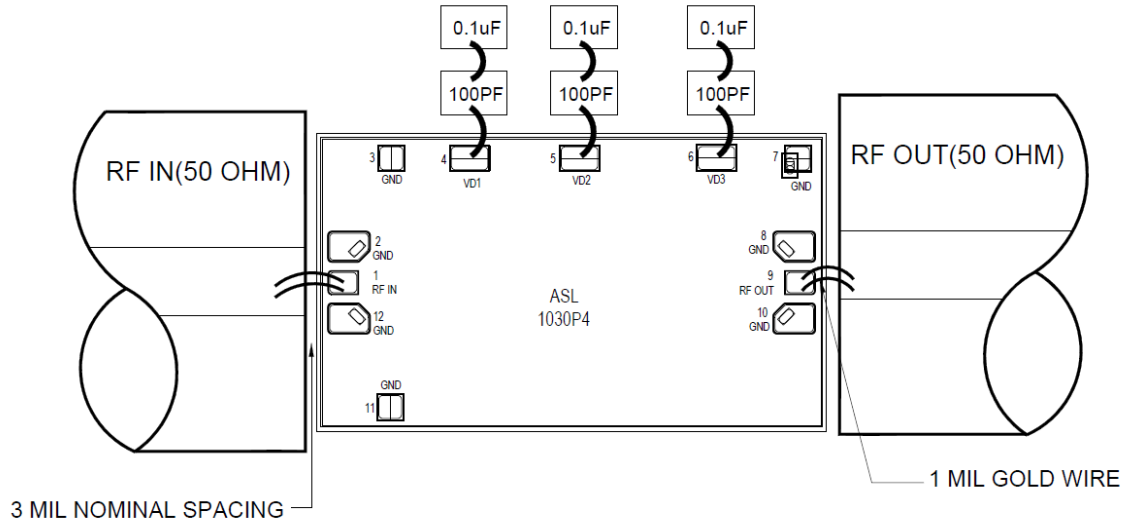 0.1uF
0.1uF
0.1uF
100PF
100PF
100PF
RF IN(50 OHM)
RF OUT(50 OHM)
3
GND
4
VD1
5
VD2
6
VD3
7
GND
2
GND
1
RF IN
12
GND
8
GND
9
RF OUT
10
GND
ASL
1030P4
GND
11
3 MIL NOMINAL SPACING
1 MIL GOLD WIRE